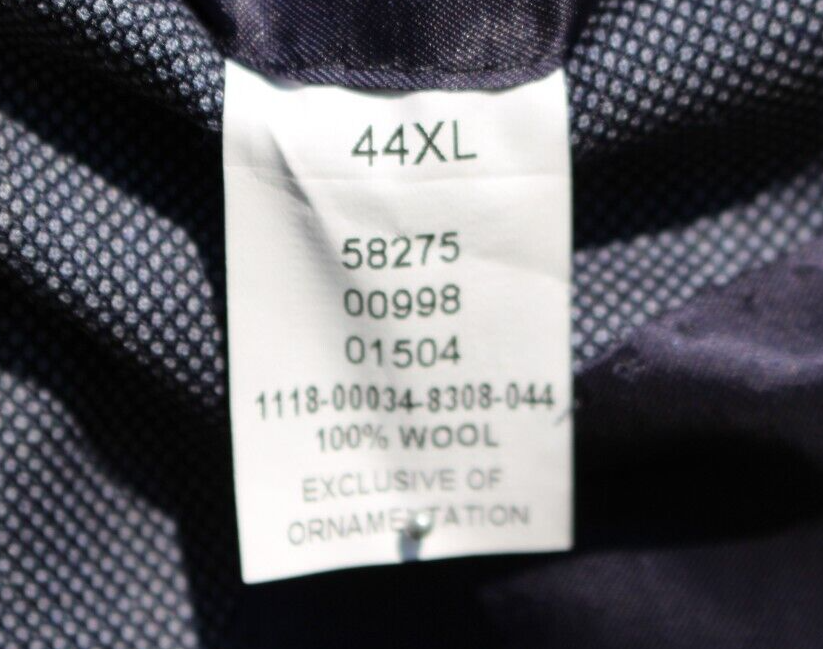 44XL
58275
00998
01504
1118-00034-8308-044
100% WOOL
EXCLUSIVE OF
ORNAMENTATION